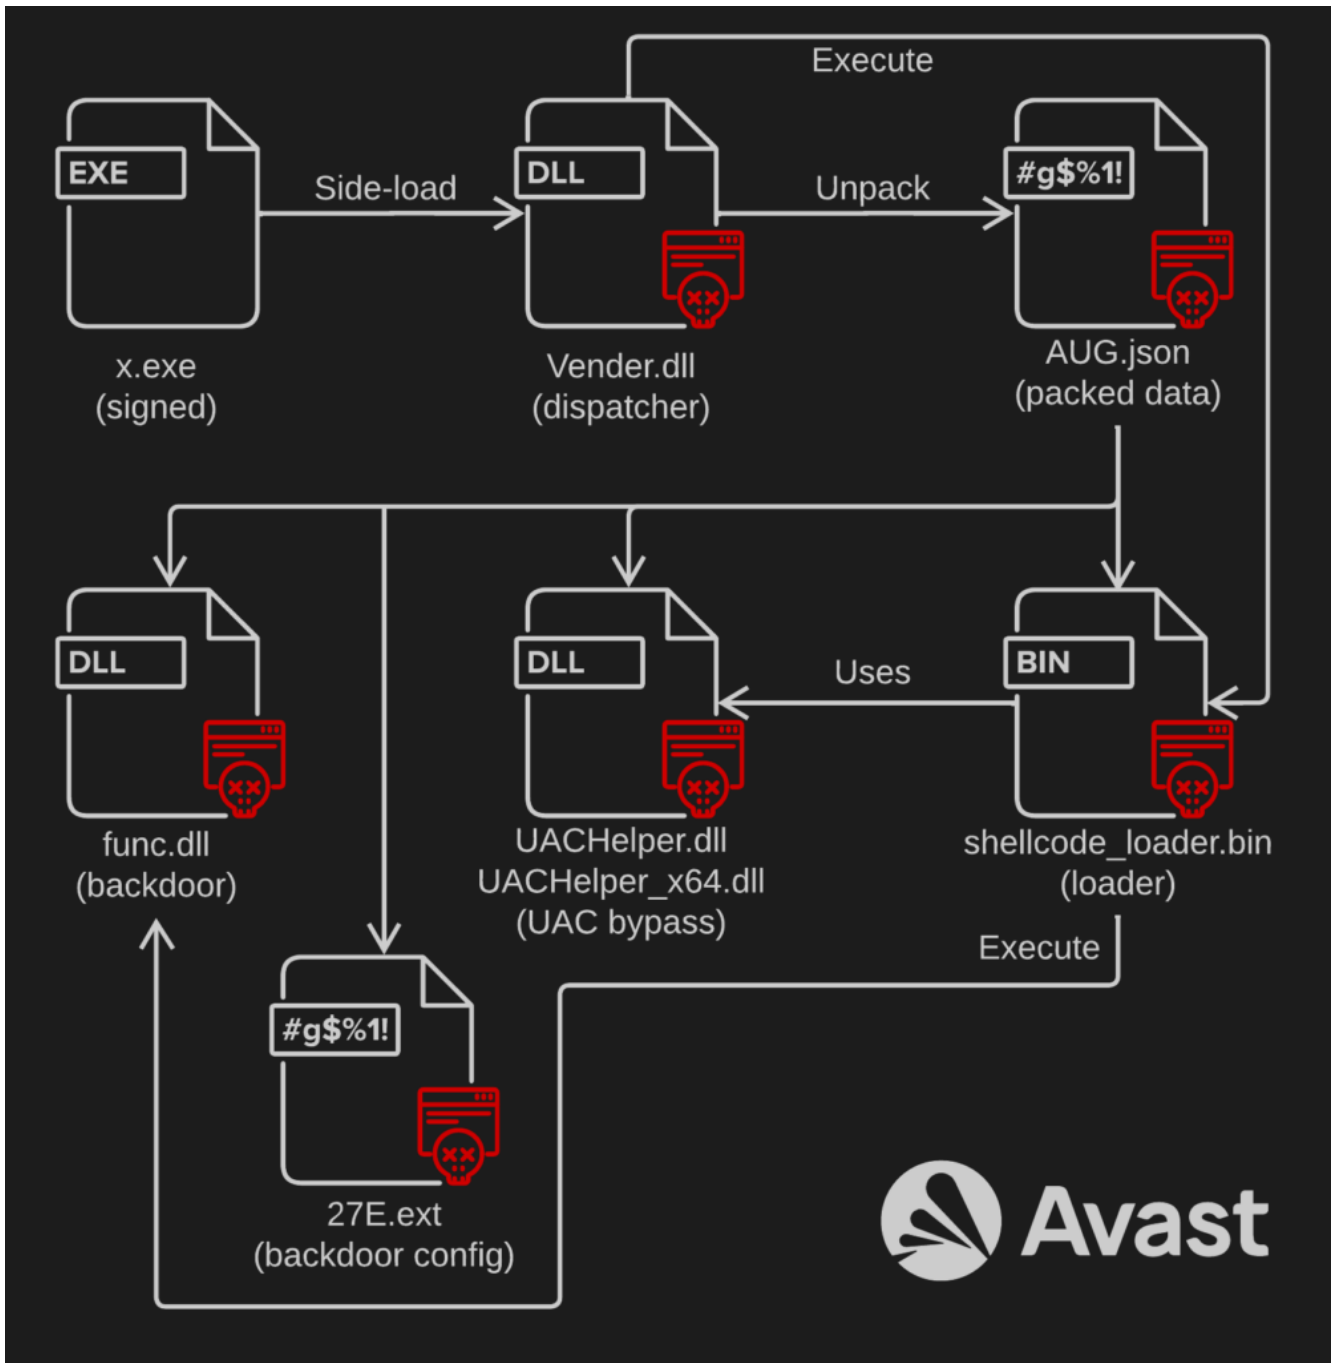 Execute
EXE
Side-load
DLL
Unpack
#g$%1!
x.exe
(signed)
Vender.dll
(dispatcher)
AUG.json
(packed data)
DLL
DLL
Uses
BIN
func.dll
(backdoor)
UACHelper.dll
UACHelper_x64.dll
(UAC bypass)
shellcode_loader.bin
(loader)
Execute
#g$%1!
27E.ext
(backdoor config)
Avast